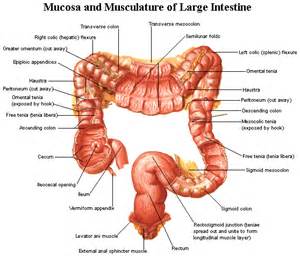 Mucosa and Musculature of Large Intestine
Transverse colon
Transverse mesocolon
Right colic (hepatic) flexure
Semilunar folds
Greater omentum (cut away)
Left colic (splenic) flexure
Epiploic appendices
Omental tenia
Haustra
Haustra
Peritoneum (cut away)
Peritoneum (cut away)
Omental tenia
(exposed by hook)
Descending colon
Free tenia (tenia libera)
Mesocolic tenia
(exposed by hook)
Ascending colon
Free tenia (tenia libera)
Cecum
Sigmoid mesocolon
Ileocecal opening
Ileum
Vermiform appendix
Sigmoid colon
Rectosigmoid junction (teniae
spread out and unite to form
longitudinal muscle layer)
Levator ani muscle
Rectum
External anal sphincter muscle